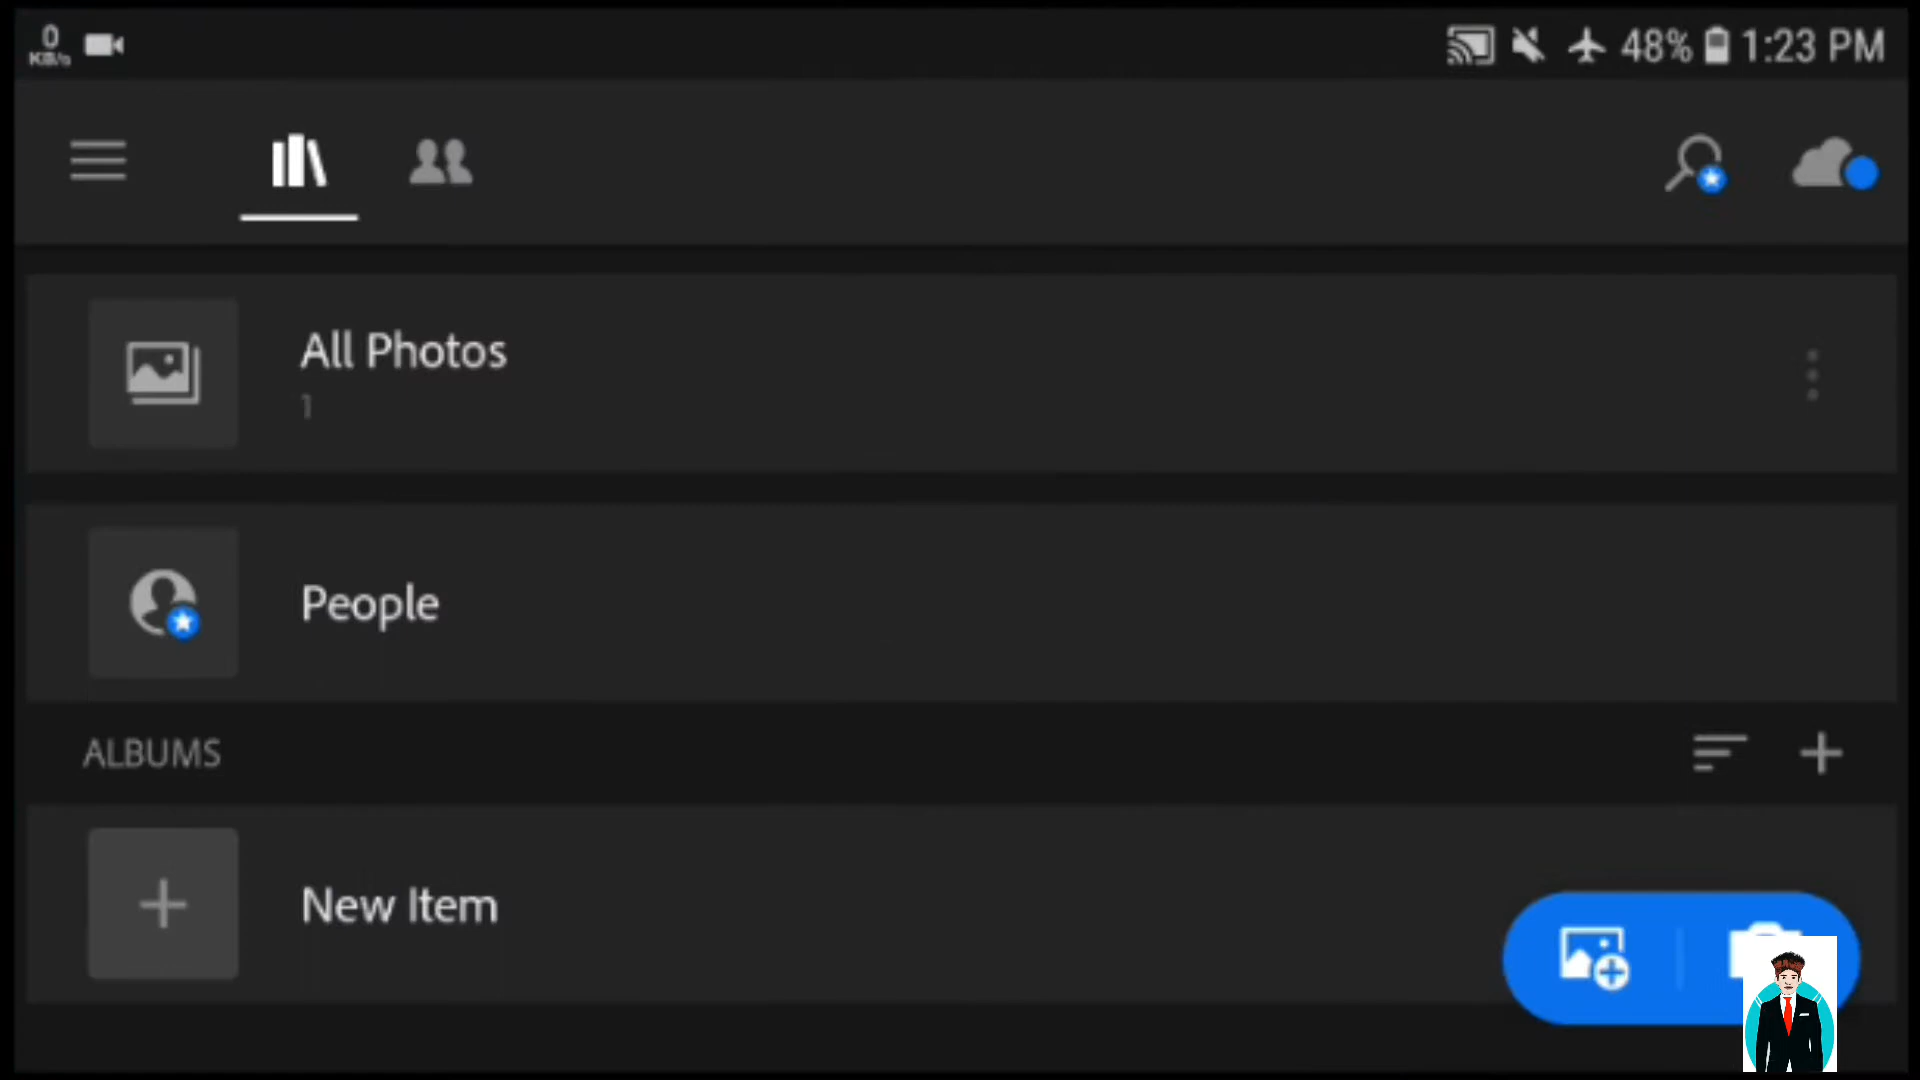 0
KB/s
48%
1:23 PM
All Photos
1
People
ALBUMS
New Item